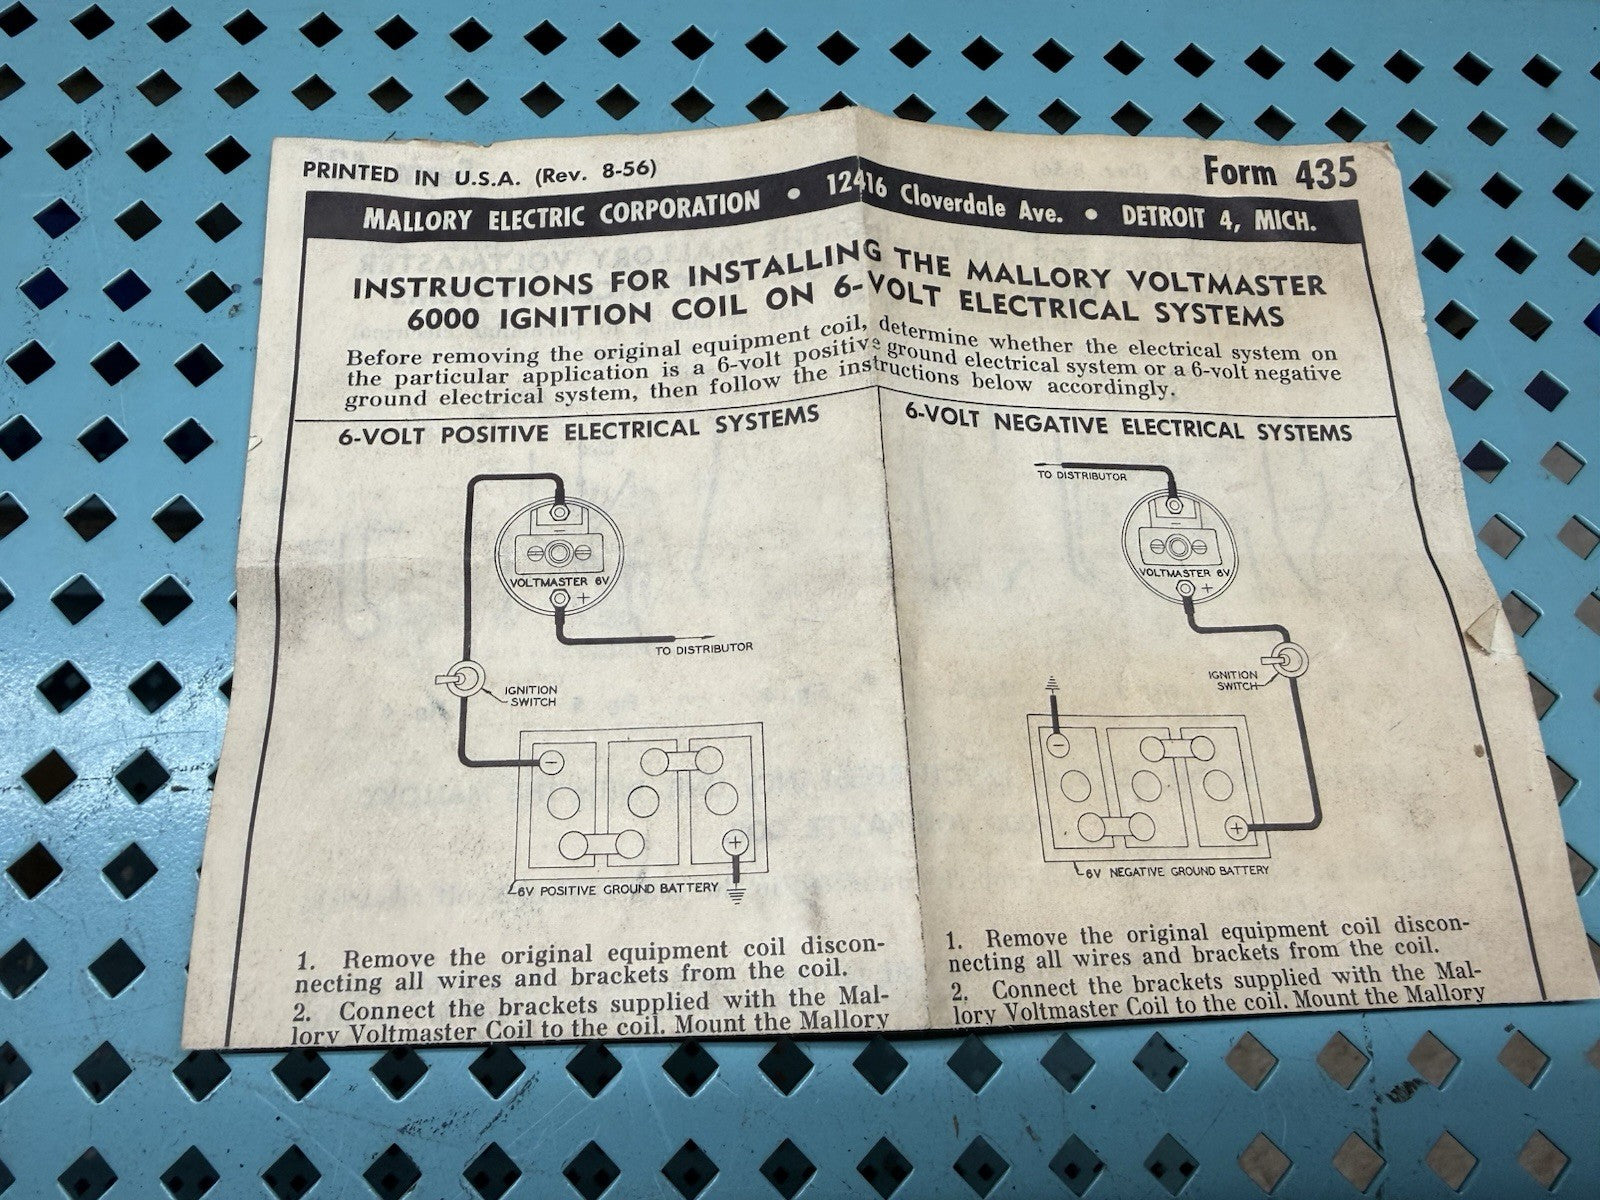 PRINTED IN U.S.A. (Rev. 8-56)
Form 435
MALLORY ELECTRIC CORPORATION • 12416 Cloverdale Ave. • DETROIT 4, MICH.
INSTRUCTIONS FOR INSTALLING THE MALLORY VOLTMASTER
6000 IGNITION COIL ON 6-VOLT ELECTRICAL SYSTEMS
Before removing the original equipment coil, determine whether the electrical system on
the particular application is a 6-volt positive ground electrical system or a 6-volt negative
ground electrical system, then follow the instructions below accordingly.
6-VOLT POSITIVE ELECTRICAL SYSTEMS
−
VOLTMASTER 6V
+
TO DISTRIBUTOR
IGNITION
SWITCH
−
+
6V POSITIVE GROUND BATTERY
1. Remove the original equipment coil discon-
necting all wires and brackets from the coil.
2. Connect the brackets supplied with the Mal-
lory Voltmaster Coil to the coil. Mount the Mallory
6-VOLT NEGATIVE ELECTRICAL SYSTEMS
TO DISTRIBUTOR
−
VOLTMASTER 6V
+
IGNITION
SWITCH
−
+
6V NEGATIVE GROUND BATTERY
1. Remove the original equipment coil discon-
necting all wires and brackets from the coil.
2. Connect the brackets supplied with the Mal-
lory Voltmaster Coil to the coil. Mount the Mallory